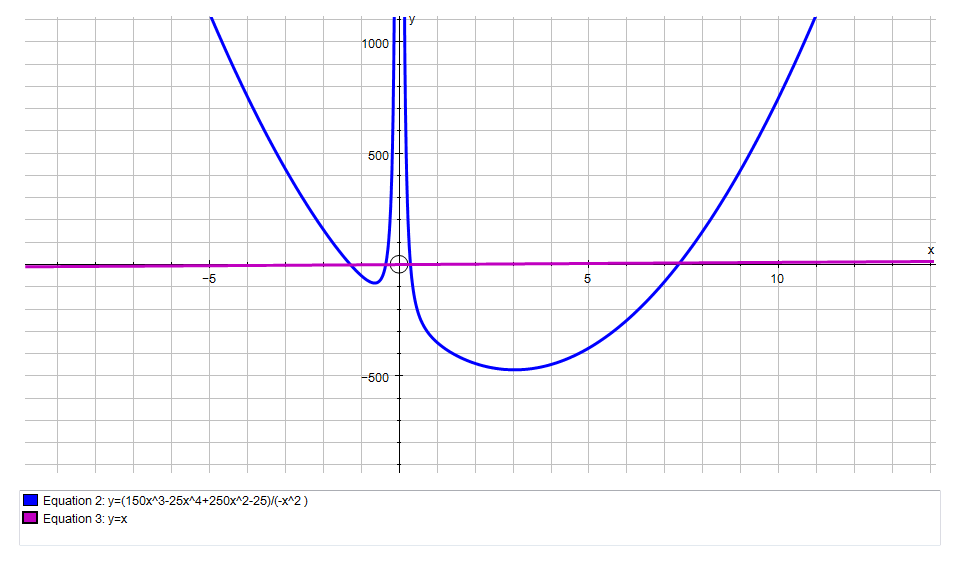 y
1000
500
x
−5
5
10
−500
Equation 2: y=(150x^3-25x^4+250x^2-25)/(-x^2 )
Equation 3: y=x